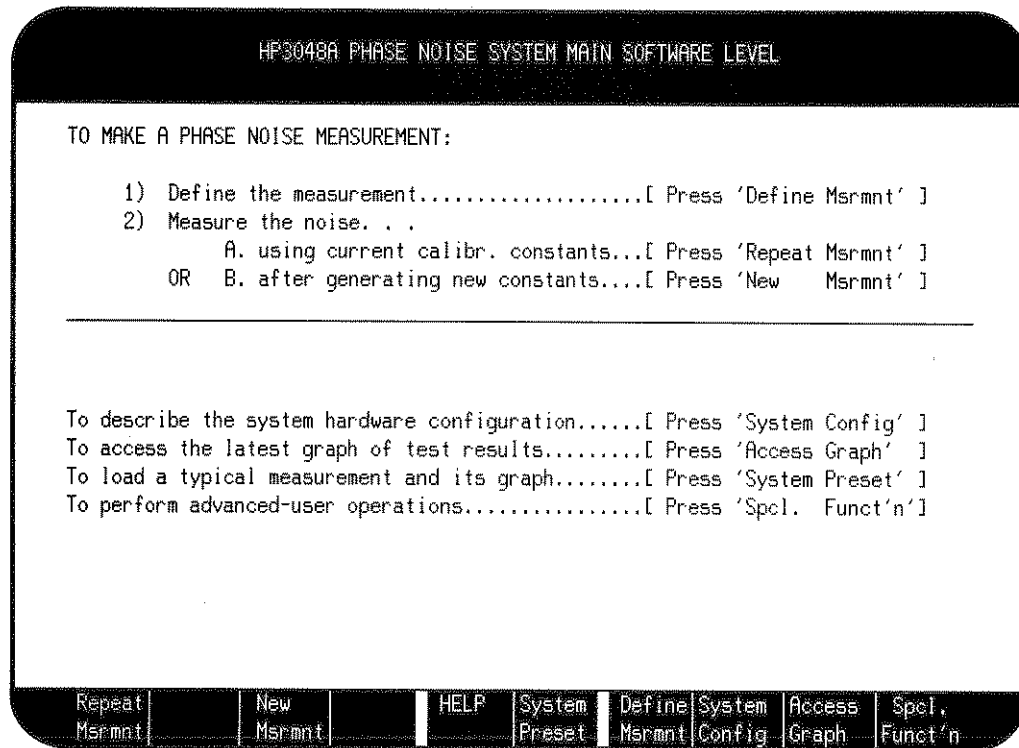 HP3048A PHASE NOISE SYSTEM MAIN SOFTWARE LEVEL
TO MAKE A PHASE NOISE MEASUREMENT:
1) Define the measurement....................[ Press 'Define Msrmnt' ]
2) Measure the noise. . .
A. using current calibr. constants...[ Press 'Repeat Msrmnt' ]
OR B. after generating new constants....[ Press 'New Msrmnt' ]
To describe the system hardware configuration......[ Press 'System Config' ]
To access the latest graph of test results.........[ Press 'Access Graph' ]
To load a typical measurement and its graph........[ Press 'System Preset' ]
To perform advanced-user operations................[ Press 'Spcl. Funct'n']
Repeat New HELP System Define System Access Spcl.
Msrmnt Msrmnt Preset Msrmnt Config Graph Funct'n